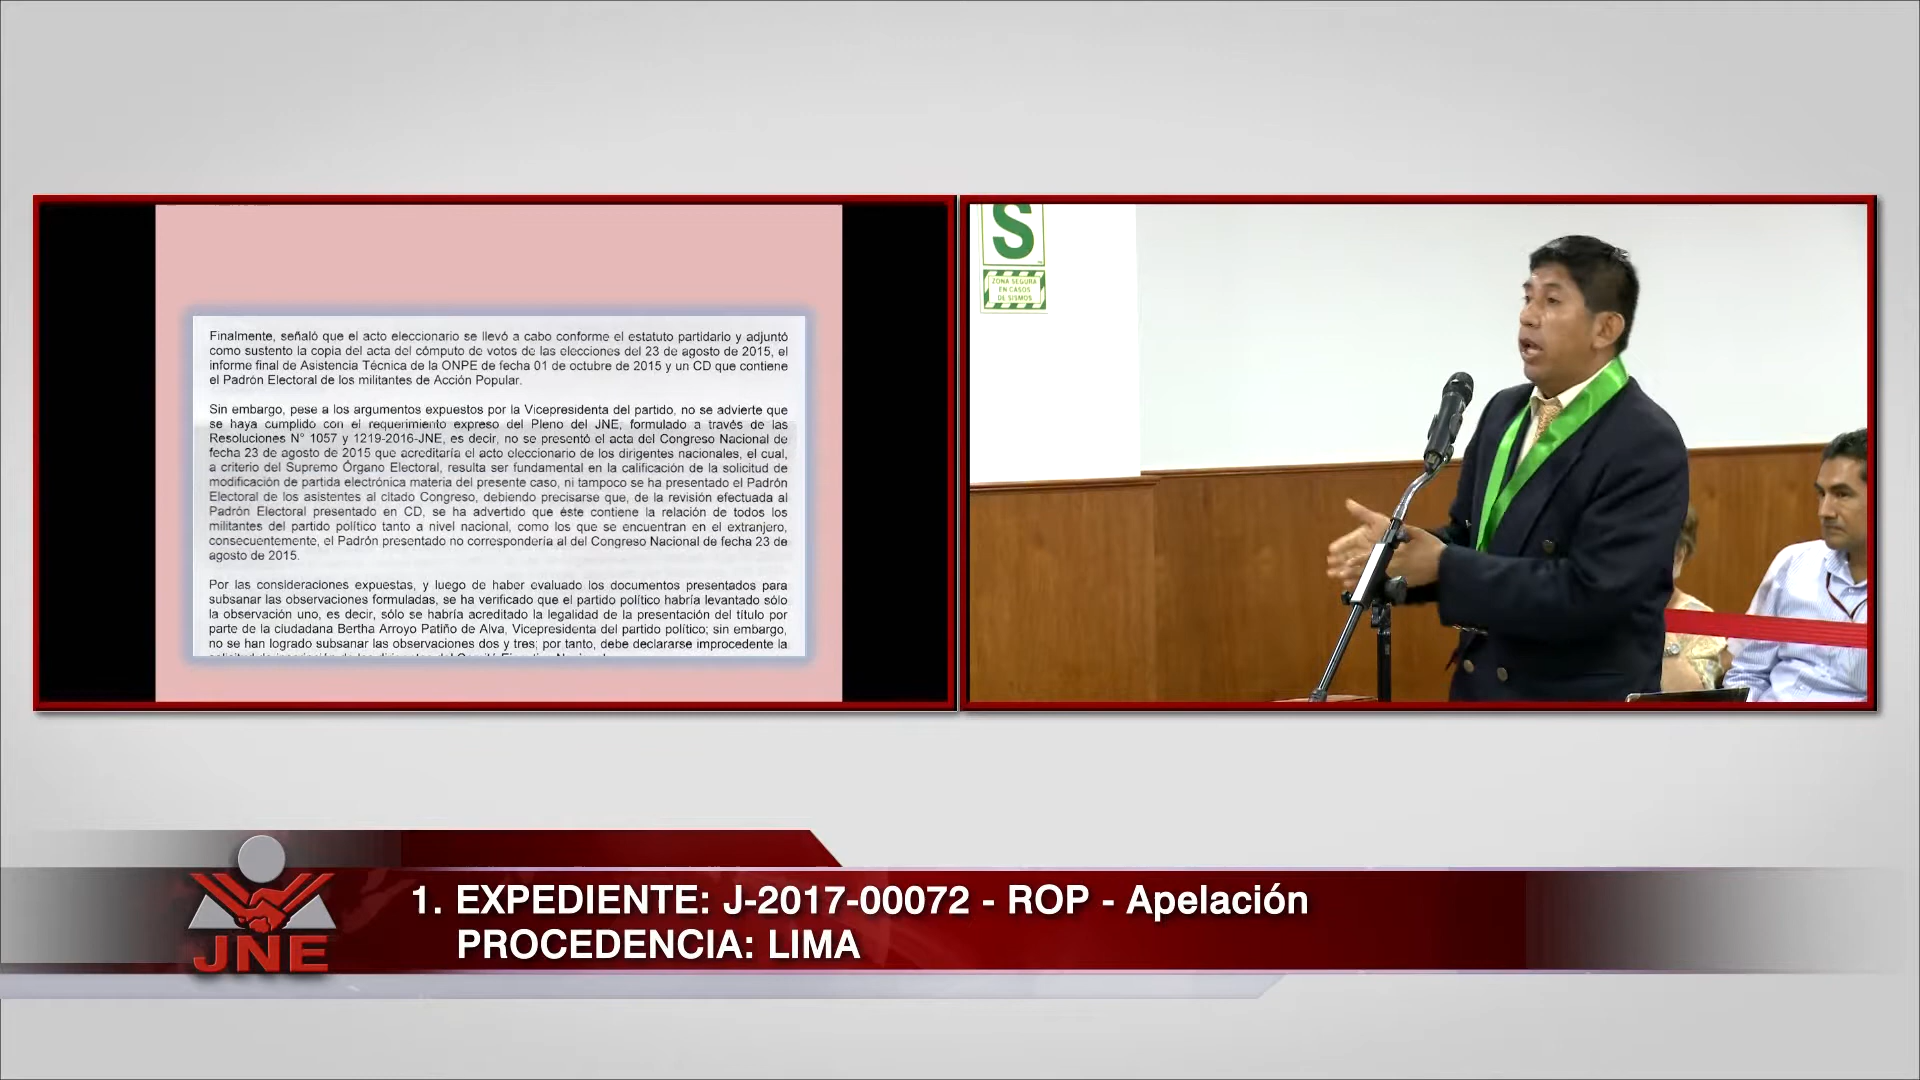 Finalmente, señaló que el acto eleccionario se llevó a cabo conforme el estatuto partidario y adjuntó
como sustento la copia del acta del cómputo de votos de las elecciones del 23 de agosto de 2015, el
informe final de Asistencia Técnica de la ONPE de fecha 01 de octubre de 2015 y un CD que contiene
el Padrón Electoral de los militantes de Acción Popular.
Sin embargo, pese a los argumentos expuestos por la Vicepresidenta del partido, no se advierte que
se haya cumplido con el requerimiento expreso del Pleno del JNE, formulado a través de las
Resoluciones N° 1057 y 1219-2016-JNE, es decir, no se presentó el acta del Congreso Nacional de
fecha 23 de agosto de 2015 que acreditaría el acto eleccionario de los dirigentes nacionales, el cual,
a criterio del Supremo Órgano Electoral, resulta ser fundamental en la calificación de la solicitud de
modificación de partida electrónica materia del presente caso, ni tampoco se ha presentado el Padrón
Electoral de los asistentes al citado Congreso, debiendo precisarse que, de la revisión efectuada al
Padrón Electoral presentado en CD, se ha advertido que éste contiene la relación de todos los
militantes del partido político tanto a nivel nacional, como los que se encuentran en el extranjero,
consecuentemente, el Padrón presentado no correspondería al del Congreso Nacional de fecha 23 de
agosto de 2015.
Por las consideraciones expuestas, y luego de haber evaluado los documentos presentados para
subsanar las observaciones formuladas, se ha verificado que el partido político habría levantado sólo
la observación uno, es decir, sólo se habría acreditado la legalidad de la presentación del título por
parte de la ciudadana Bertha Arroyo Patiño de Alva, Vicepresidenta del partido político; sin embargo,
no se han logrado subsanar las observaciones dos y tres; por tanto, debe declararse improcedente la
S
ZONA SEGURA
EN CASOS
DE SISMOS
JNE
1. EXPEDIENTE: J-2017-00072 - ROP - Apelación
PROCEDENCIA: LIMA